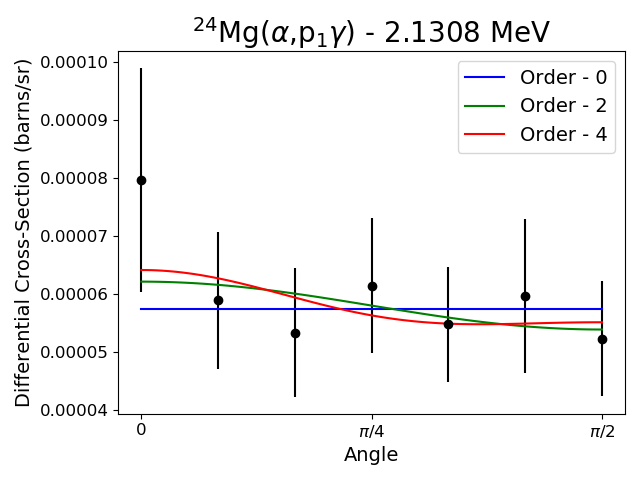 ²⁴Mg(α,p₁γ) - 2.1308 MeV
Differential Cross-Section (barns/sr)
0.00010
0.00009
0.00008
0.00007
0.00006
0.00005
0.00004
Order - 0
Order - 2
Order - 4
0 π/4 π/2
Angle